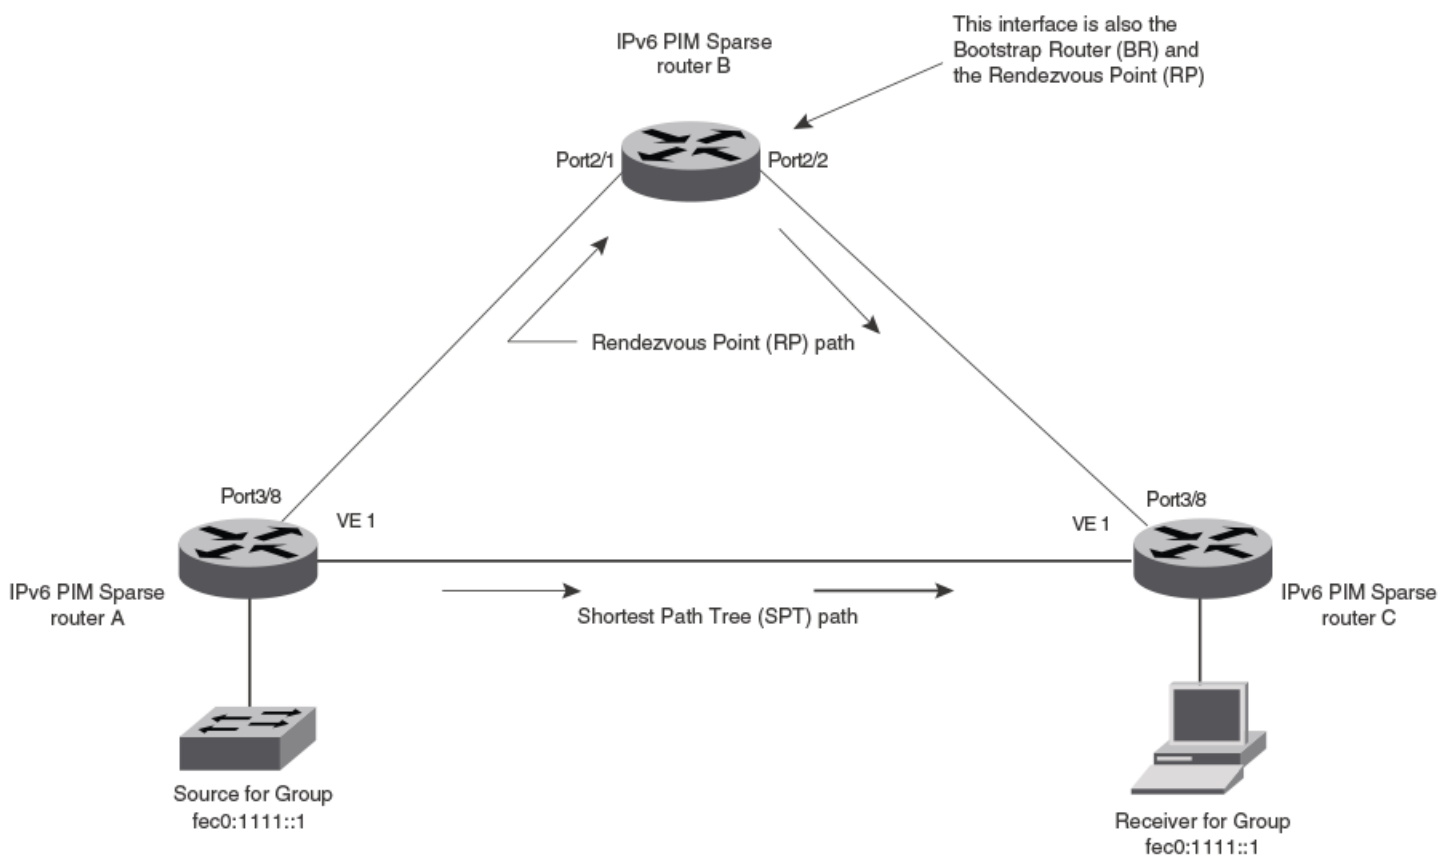 IPv6 PIM Sparse
router B
This interface is also the
Bootstrap Router (BR) and
the Rendezvous Point (RP)
Port2/1
Port2/2
Rendezvous Point (RP) path
Port3/8
VE 1
VE 1
Port3/8
IPv6 PIM Sparse
router A
Shortest Path Tree (SPT) path
IPv6 PIM Sparse
router C
Source for Group
fec0:1111::1
Receiver for Group
fec0:1111::1